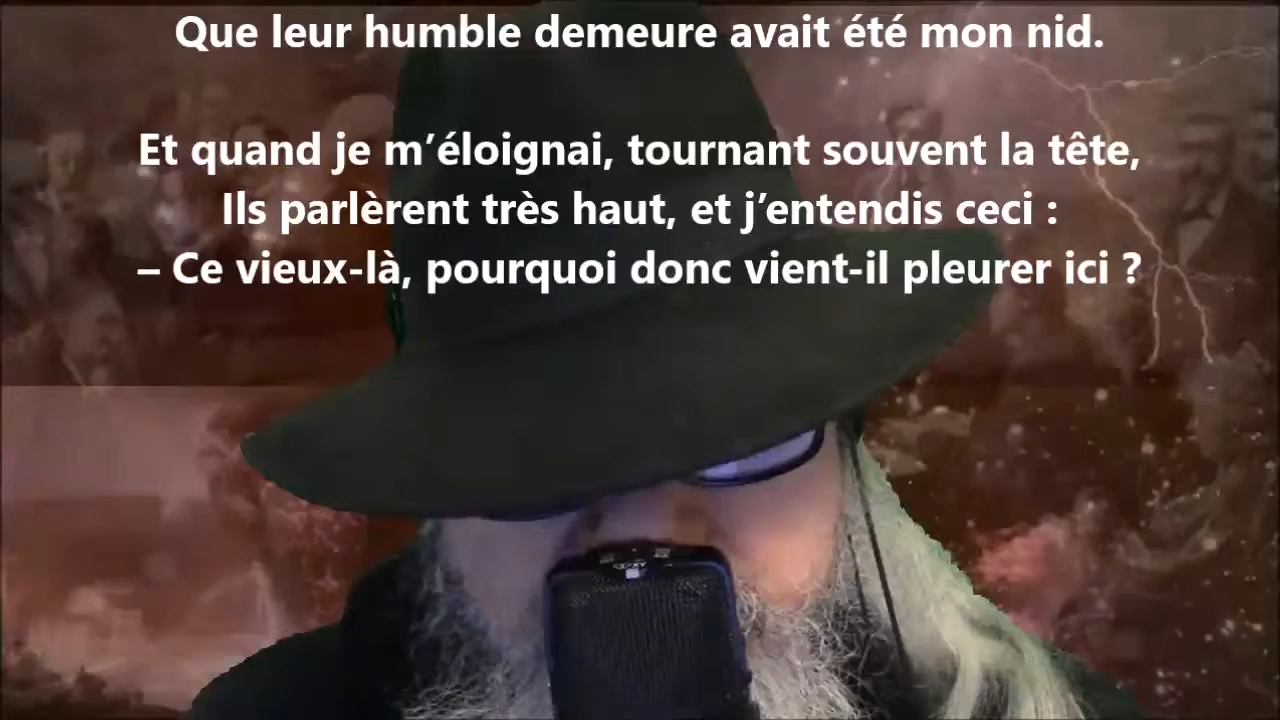 Que leur humble demeure avait été mon nid.
Et quand je m’éloignai, tournant souvent la tête,
Ils parlèrent très haut, et j’entendis ceci :
– Ce vieux-là, pourquoi donc vient-il pleurer ici ?